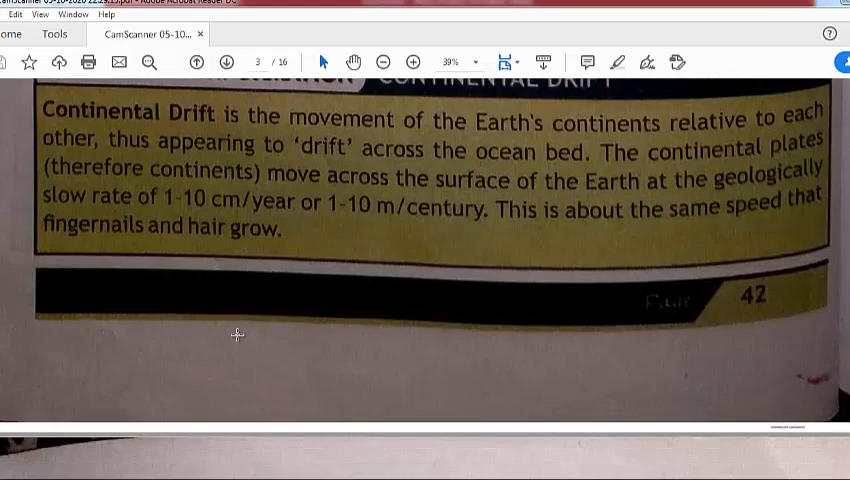 Edit View Window Help
ome Tools CamScanner 05-10... ×
3 / 16 39%
CONTINENTAL DRIFT
Continental Drift is the movement of the Earth's continents relative to each
other, thus appearing to ‘drift’ across the ocean bed. The continental plates
(therefore continents) move across the surface of the Earth at the geologically
slow rate of 1-10 cm/year or 1-10 m/century. This is about the same speed that
fingernails and hair grow.
Page 42